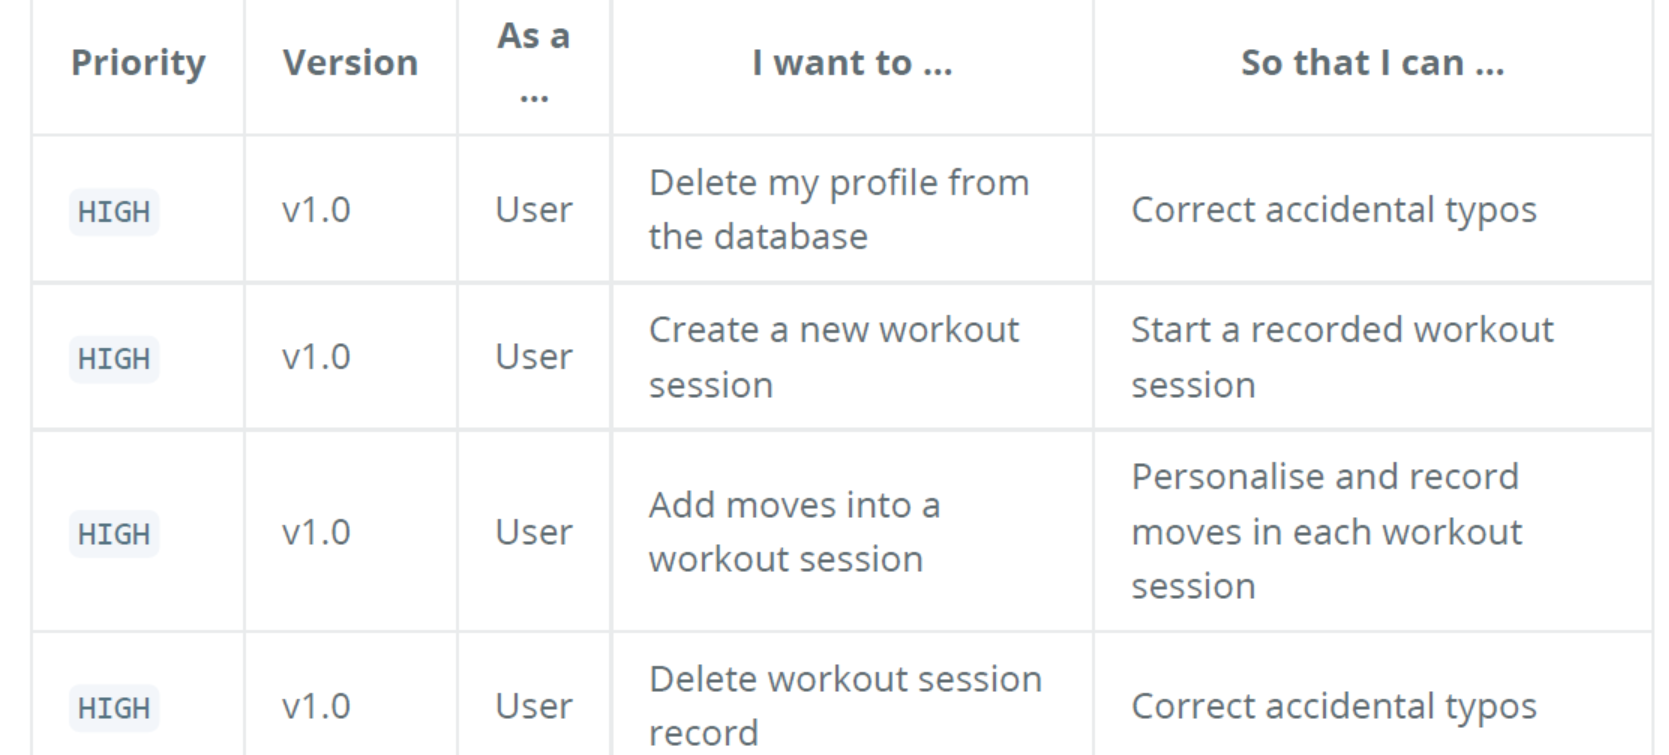 Priority Version As a ... I want to ... So that I can ...
HIGH v1.0 User Delete my profile from the database Correct accidental typos
HIGH v1.0 User Create a new workout session Start a recorded workout session
HIGH v1.0 User Add moves into a workout session Personalise and record moves in each workout session
HIGH v1.0 User Delete workout session record Correct accidental typos